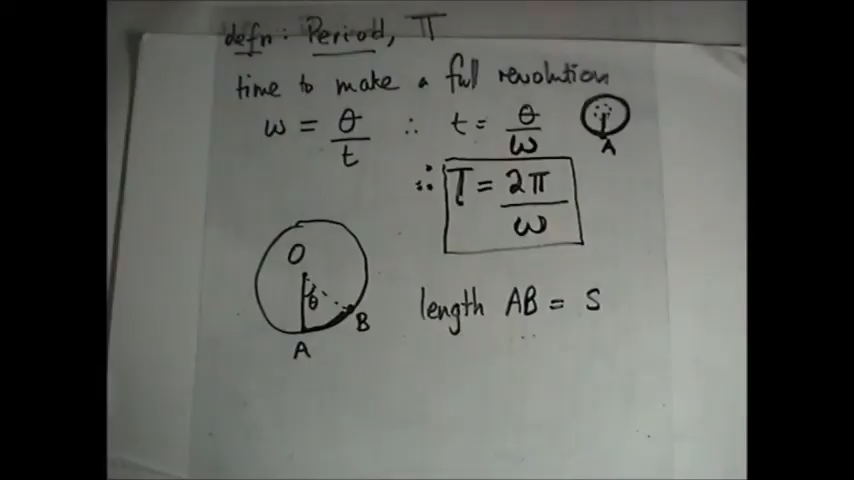 defn: Period, T
time to make a full revolution
ω = θ/t ∴ t = θ/ω
A
∴ T = 2π/ω
O
θ
B
A
length AB = S